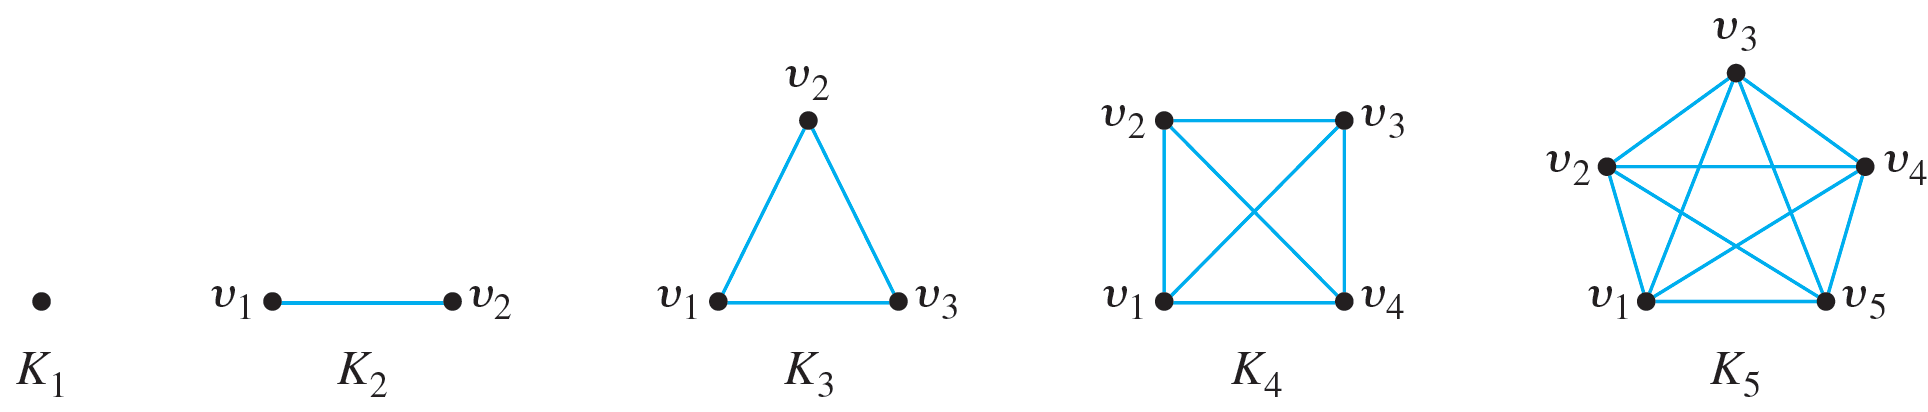 v₃
v₂
v₂ v₃
v₂ v₄
v₁ v₂
v₁ v₃
v₁ v₄
v₁ v₅
K₁ K₂ K₃ K₄ K₅